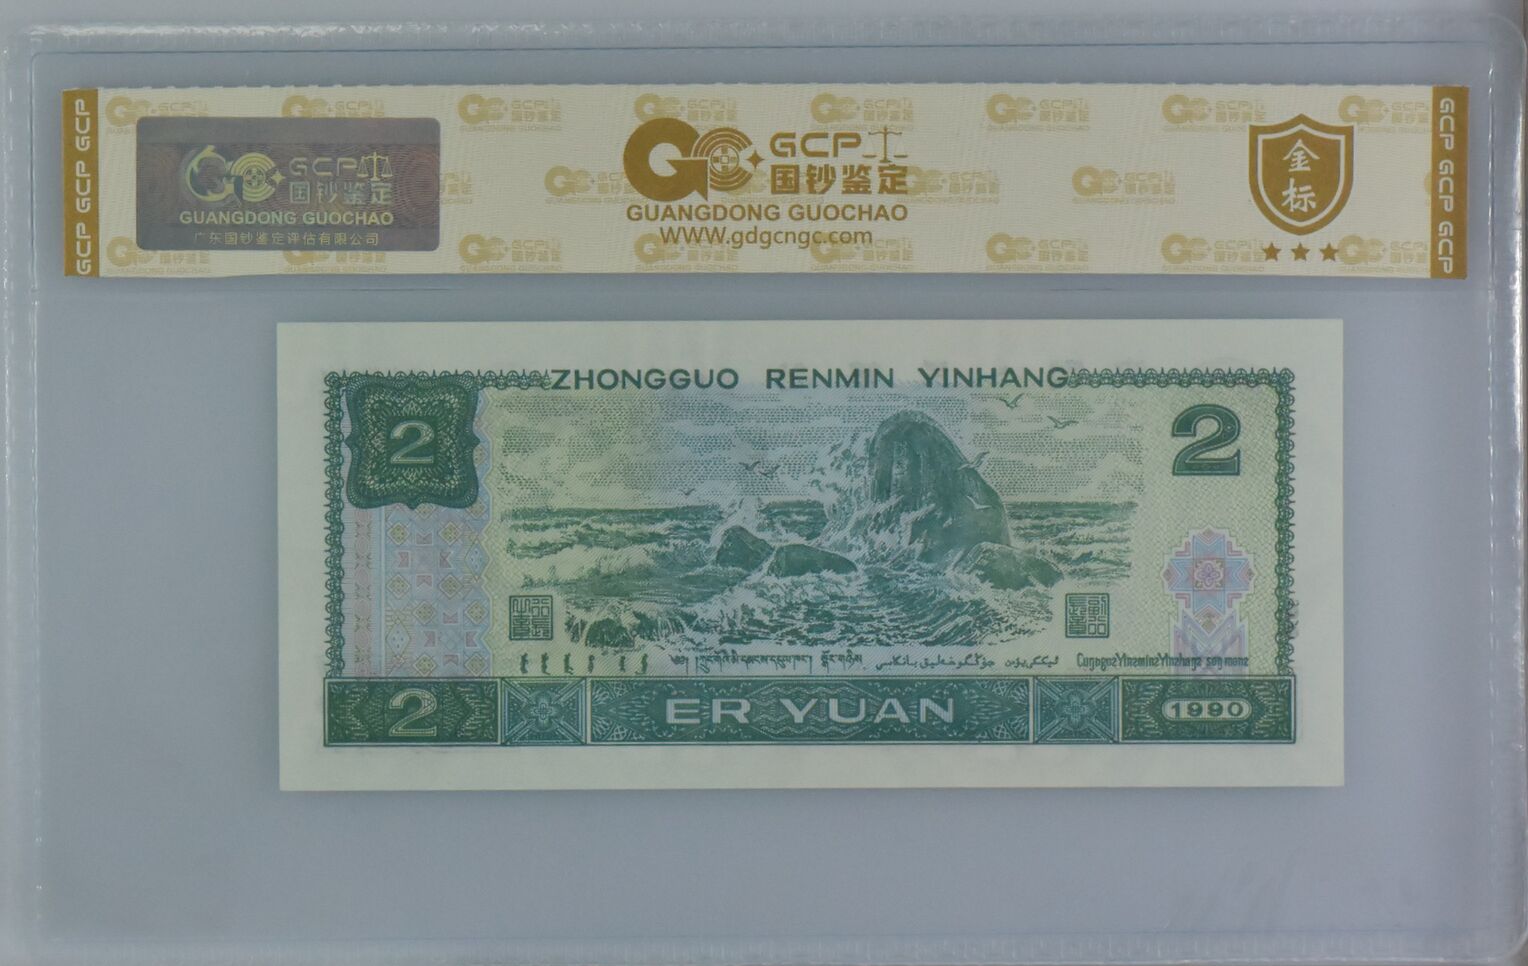 GCP GCP GCP
GCP
国钞鉴定
GUANGDONG GUOCHAO
广东国钞鉴定评估有限公司
GCP
国钞鉴定
GUANGDONG GUOCHAO
WWW.gdgcngc.com
金标
★★★
GCP GCP GCP
ZHONGGUO RENMIN YINHANG
2
2
2
ER YUAN
1990